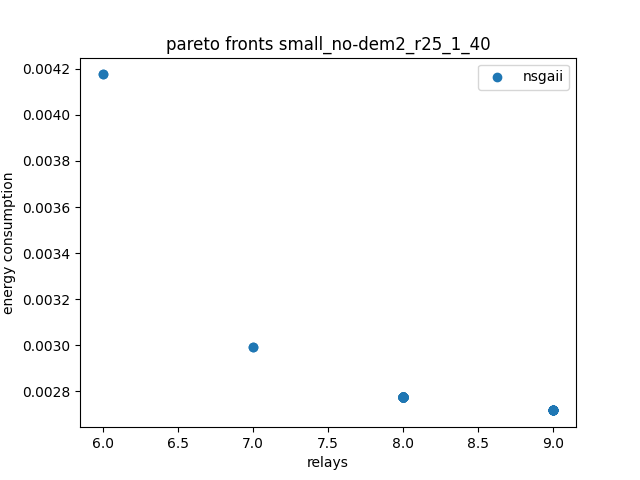 pareto fronts small_no-dem2_r25_1_40
nsgaii
0.0042
0.0040
0.0038
0.0036
0.0034
0.0032
0.0030
0.0028
energy consumption
6.0 6.5 7.0 7.5 8.0 8.5 9.0
relays